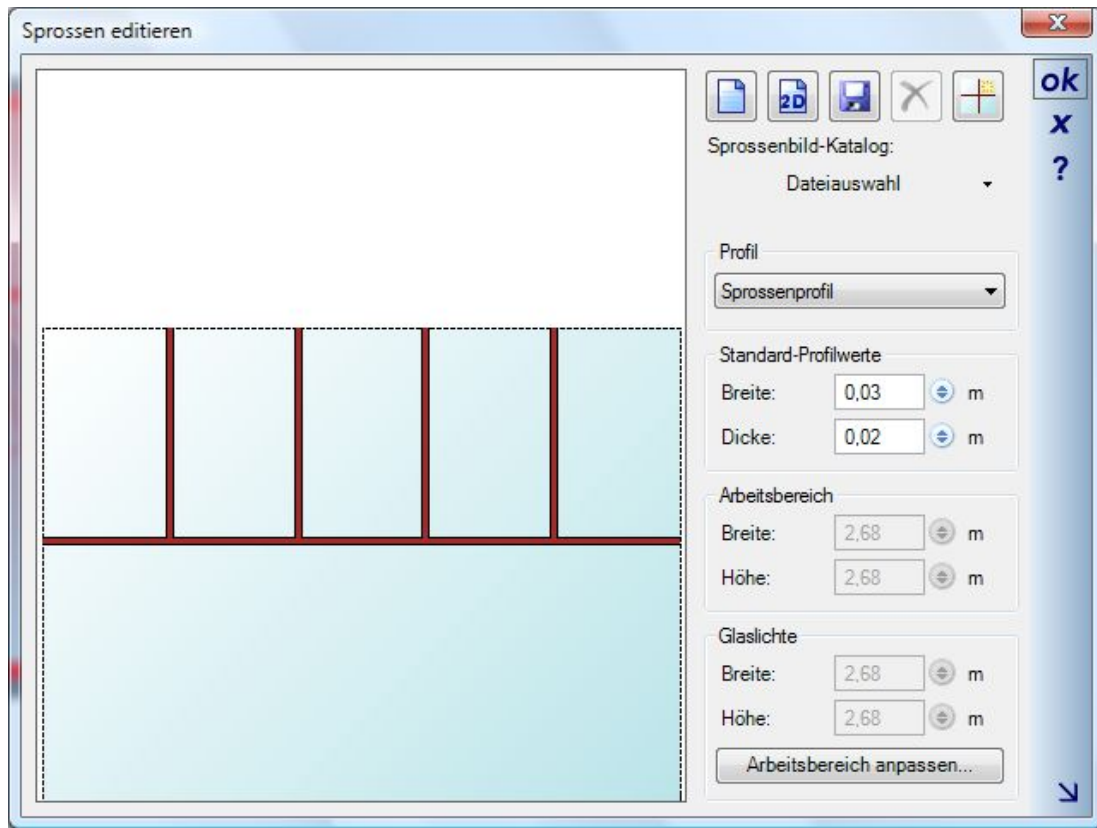 Sprossen editieren
ok
x
?
2D
Sprossenbild-Katalog:
Dateiauswahl
Profil
Sprossenprofil
Standard-Profilwerte
Breite: 0,03 m
Dicke: 0,02 m
Arbeitsbereich
Breite: 2,68 m
Höhe: 2,68 m
Glaslichte
Breite: 2,68 m
Höhe: 2,68 m
Arbeitsbereich anpassen...